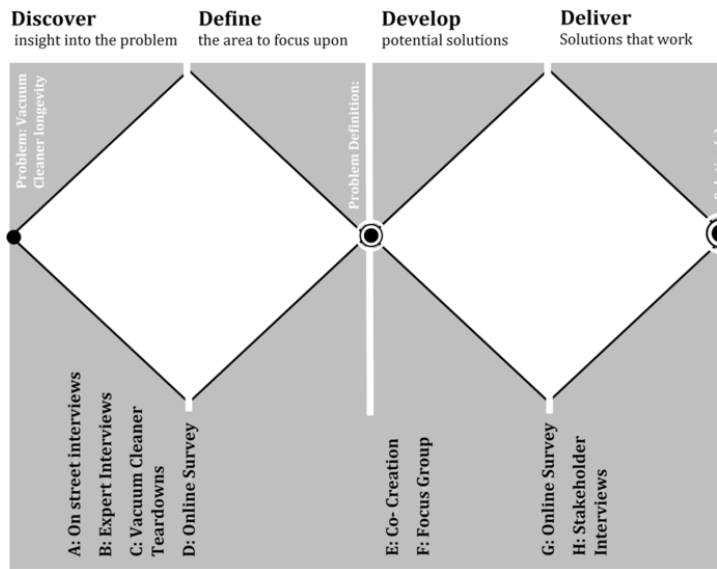 Discover
insight into the problem
Define
the area to focus upon
Develop
potential solutions
Deliver
Solutions that work
Problem: Vacuum
Cleaner longevity
Problem Definition:
A: On street interviews
B: Expert Interviews
C: Vacuum Cleaner
Teardowns
D: Online Survey
E: Co- Creation
F: Focus Group
G: Online Survey
H: Stakeholder
Interviews